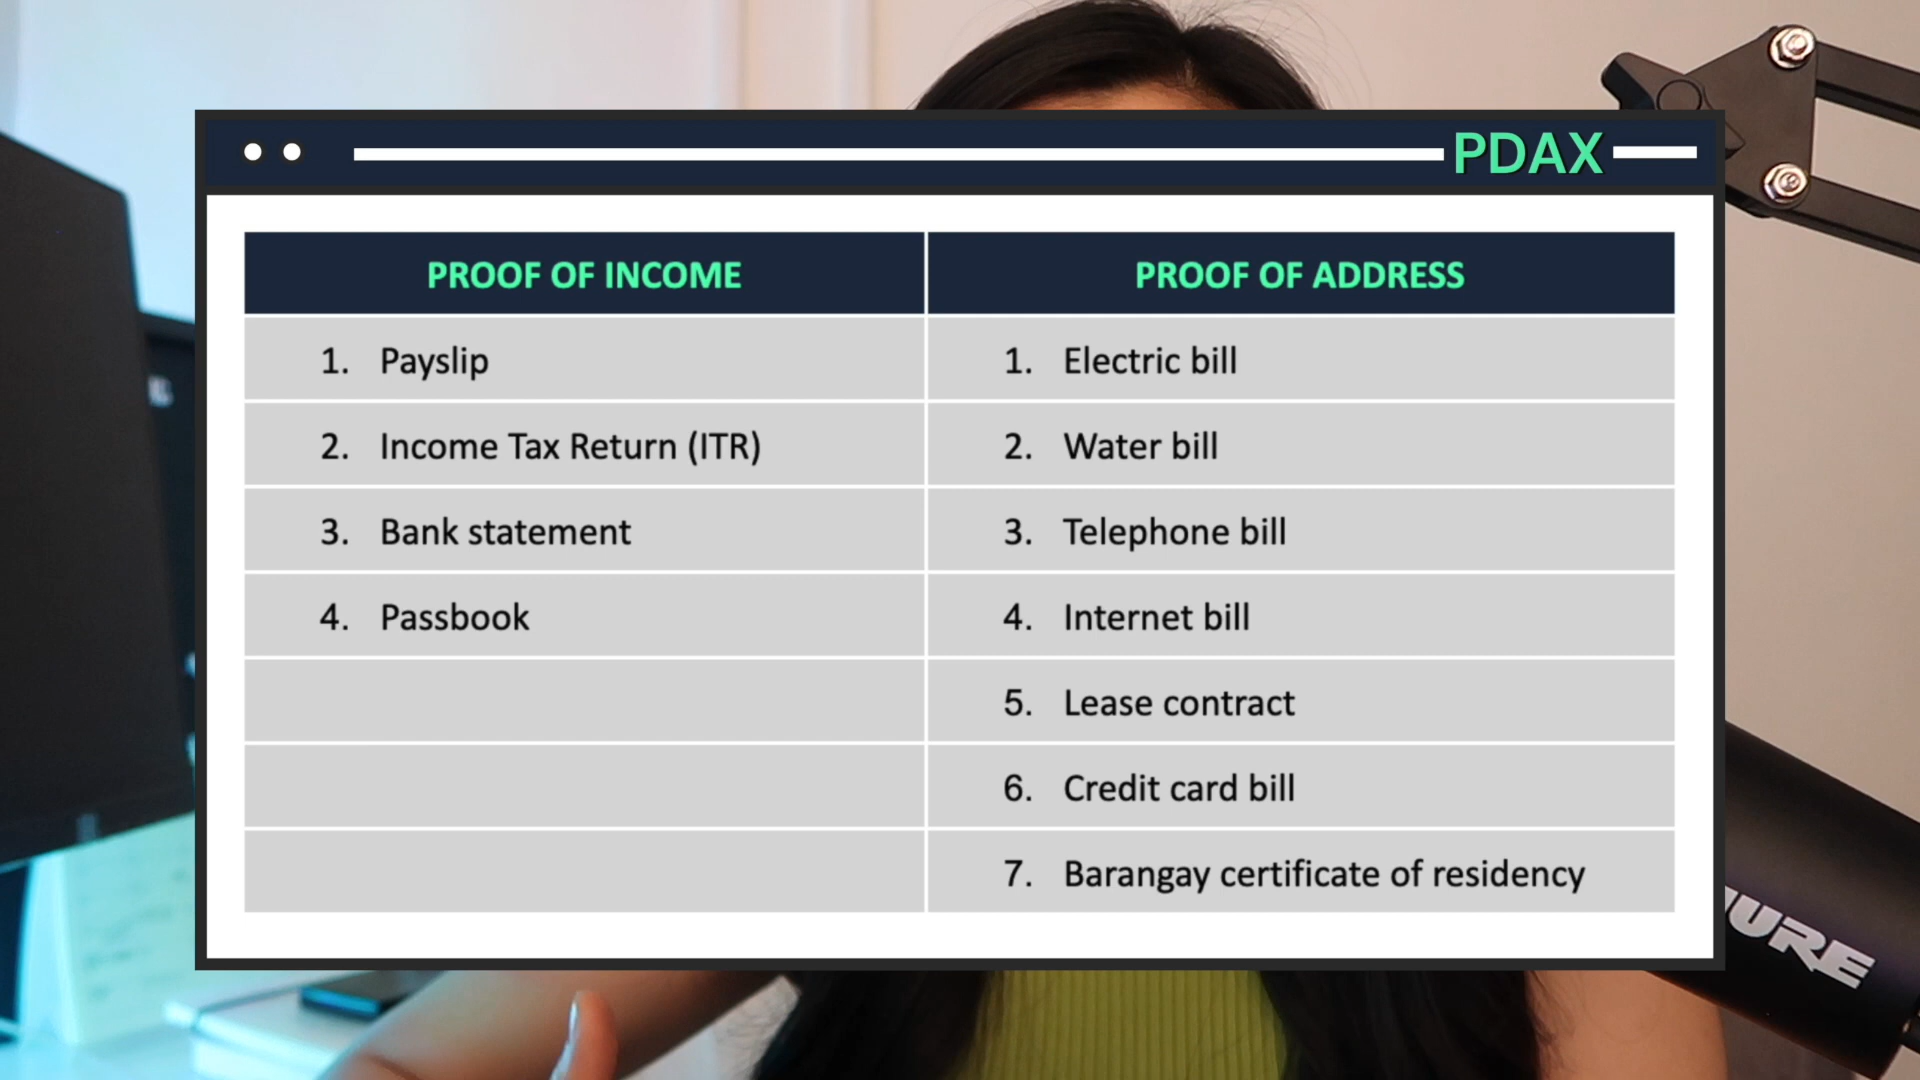 PDAX
PROOF OF INCOME
PROOF OF ADDRESS
1. Payslip
1. Electric bill
2. Income Tax Return (ITR)
2. Water bill
3. Bank statement
3. Telephone bill
4. Passbook
4. Internet bill
5. Lease contract
6. Credit card bill
7. Barangay certificate of residency
URE